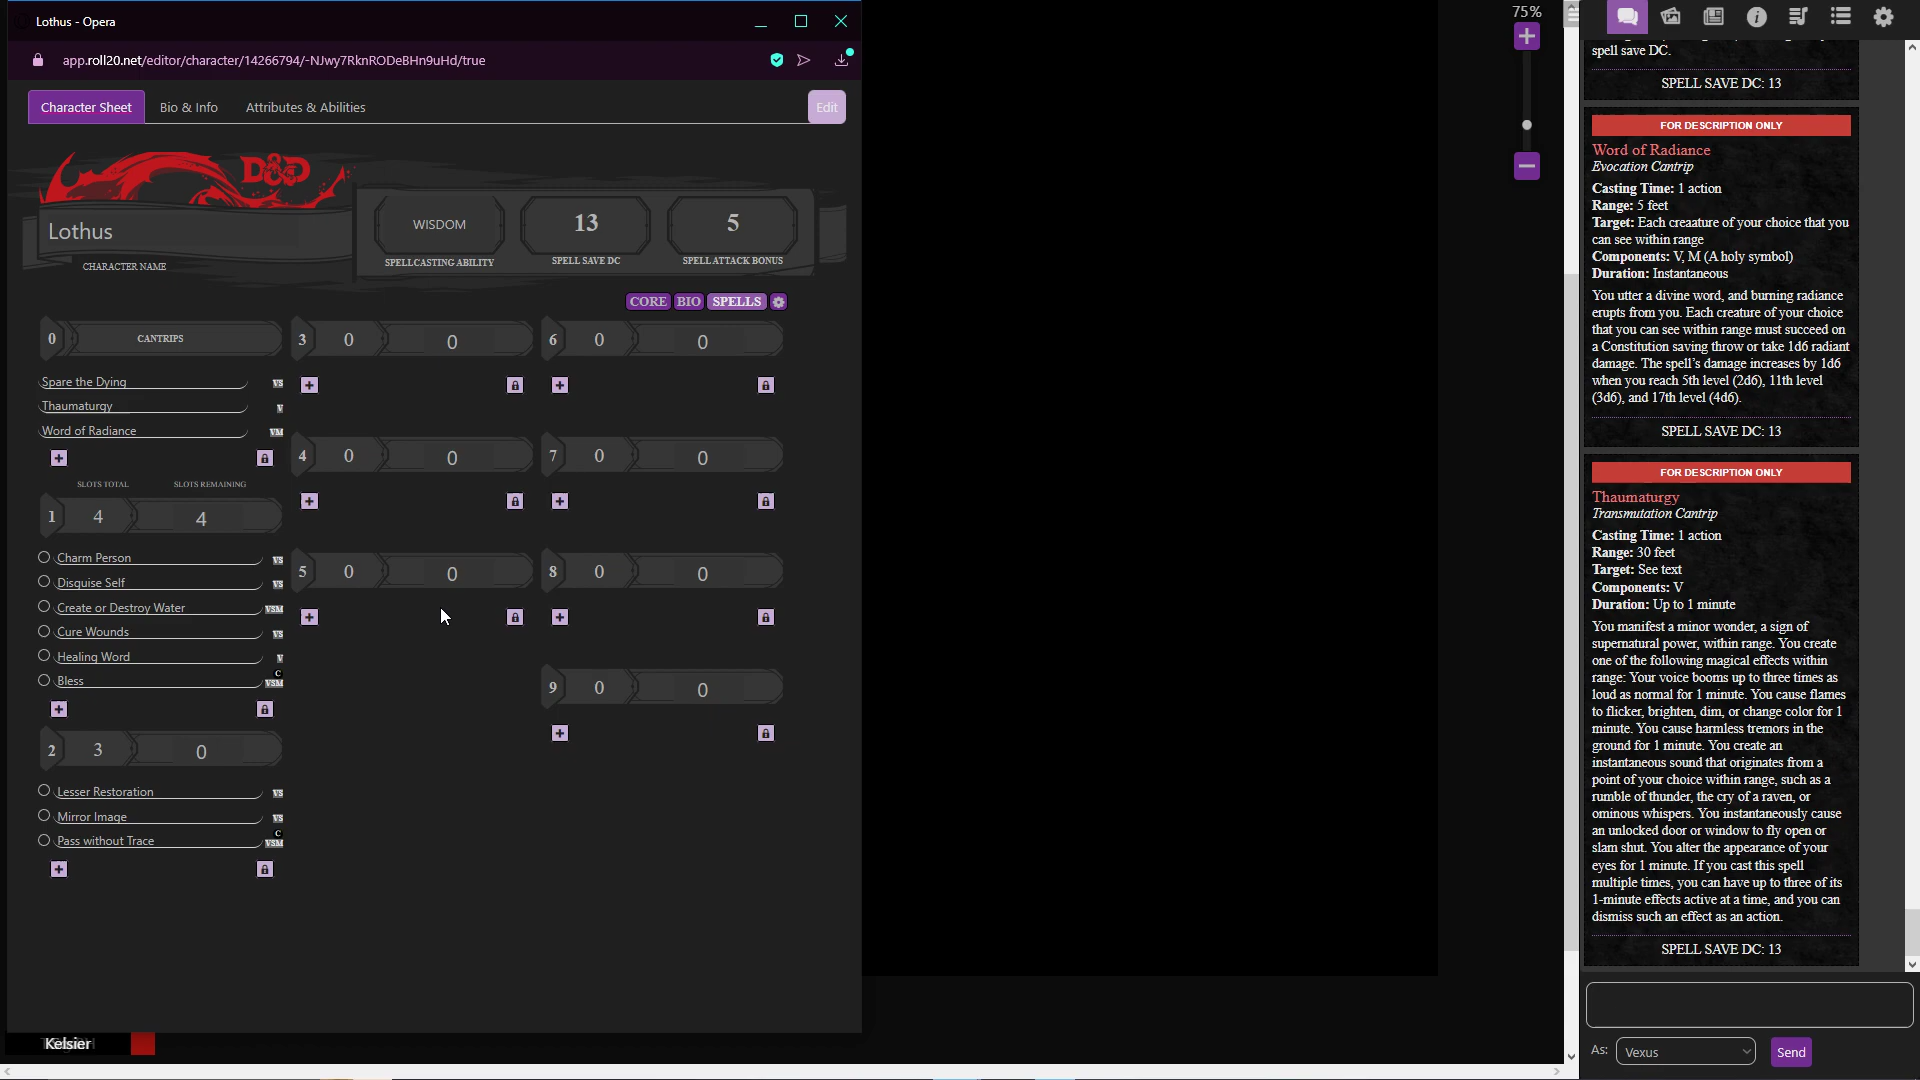 Lothus - Opera
app.roll20.net/editor/character/14266794/-NJwy7RknRODeBHn9uHd/true
Character Sheet
Bio & Info
Attributes & Abilities
Edit
D&D
Lothus
CHARACTER NAME
WISDOM
SPELLCASTING ABILITY
13
SPELL SAVE DC
5
SPELL ATTACK BONUS
CORE
BIO
SPELLS
0
CANTRIPS
Spare the Dying
VS
Thaumaturgy
V
Word of Radiance
VM
SLOTS TOTAL
SLOTS REMAINING
1
4
4
Charm Person
VS
Disguise Self
VS
Create or Destroy Water
VSM
Cure Wounds
VS
Healing Word
V
Bless
C
VSM
2
3
0
Lesser Restoration
VS
Mirror Image
VS
Pass without Trace
C
VSM
3
0
0
4
0
0
5
0
0
6
0
0
7
0
0
8
0
0
9
0
0
Kelsier
75%
spell save DC.
SPELL SAVE DC: 13
FOR DESCRIPTION ONLY
Word of Radiance
Evocation Cantrip
Casting Time: 1 action
Range: 5 feet
Target: Each creaature of your choice that you
can see within range
Components: V, M (A holy symbol)
Duration: Instantaneous
You utter a divine word, and burning radiance
erupts from you. Each creature of your choice
that you can see within range must succeed on
a Constitution saving throw or take 1d6 radiant
damage. The spell's damage increases by 1d6
when you reach 5th level (2d6), 11th level
(3d6), and 17th level (4d6).
SPELL SAVE DC: 13
FOR DESCRIPTION ONLY
Thaumaturgy
Transmutation Cantrip
Casting Time: 1 action
Range: 30 feet
Target: See text
Components: V
Duration: Up to 1 minute
You manifest a minor wonder, a sign of
supernatural power, within range. You create
one of the following magical effects within
range: Your voice booms up to three times as
loud as normal for 1 minute. You cause flames
to flicker, brighten, dim, or change color for 1
minute. You cause harmless tremors in the
ground for 1 minute. You create an
instantaneous sound that originates from a
point of your choice within range, such as a
rumble of thunder, the cry of a raven, or
ominous whispers. You instantaneously cause
an unlocked door or window to fly open or
slam shut. You alter the appearance of your
eyes for 1 minute. If you cast this spell
multiple times, you can have up to three of its
1-minute effects active at a time, and you can
dismiss such an effect as an action.
SPELL SAVE DC: 13
As:
Vexus
Send